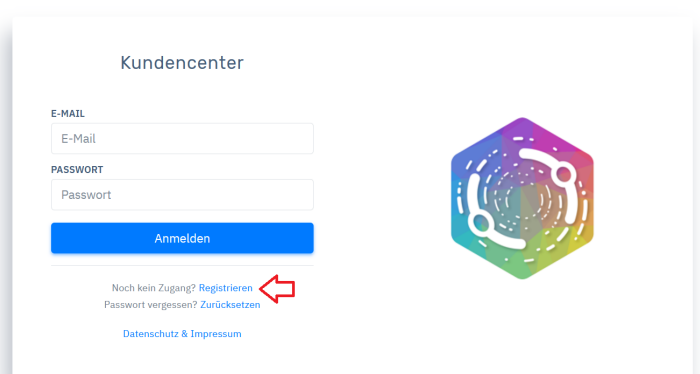 Kundencenter
E-MAIL
E-Mail
PASSWORT
Passwort
Anmelden
Noch kein Zugang? Registrieren
Passwort vergessen? Zurücksetzen
Datenschutz & Impressum